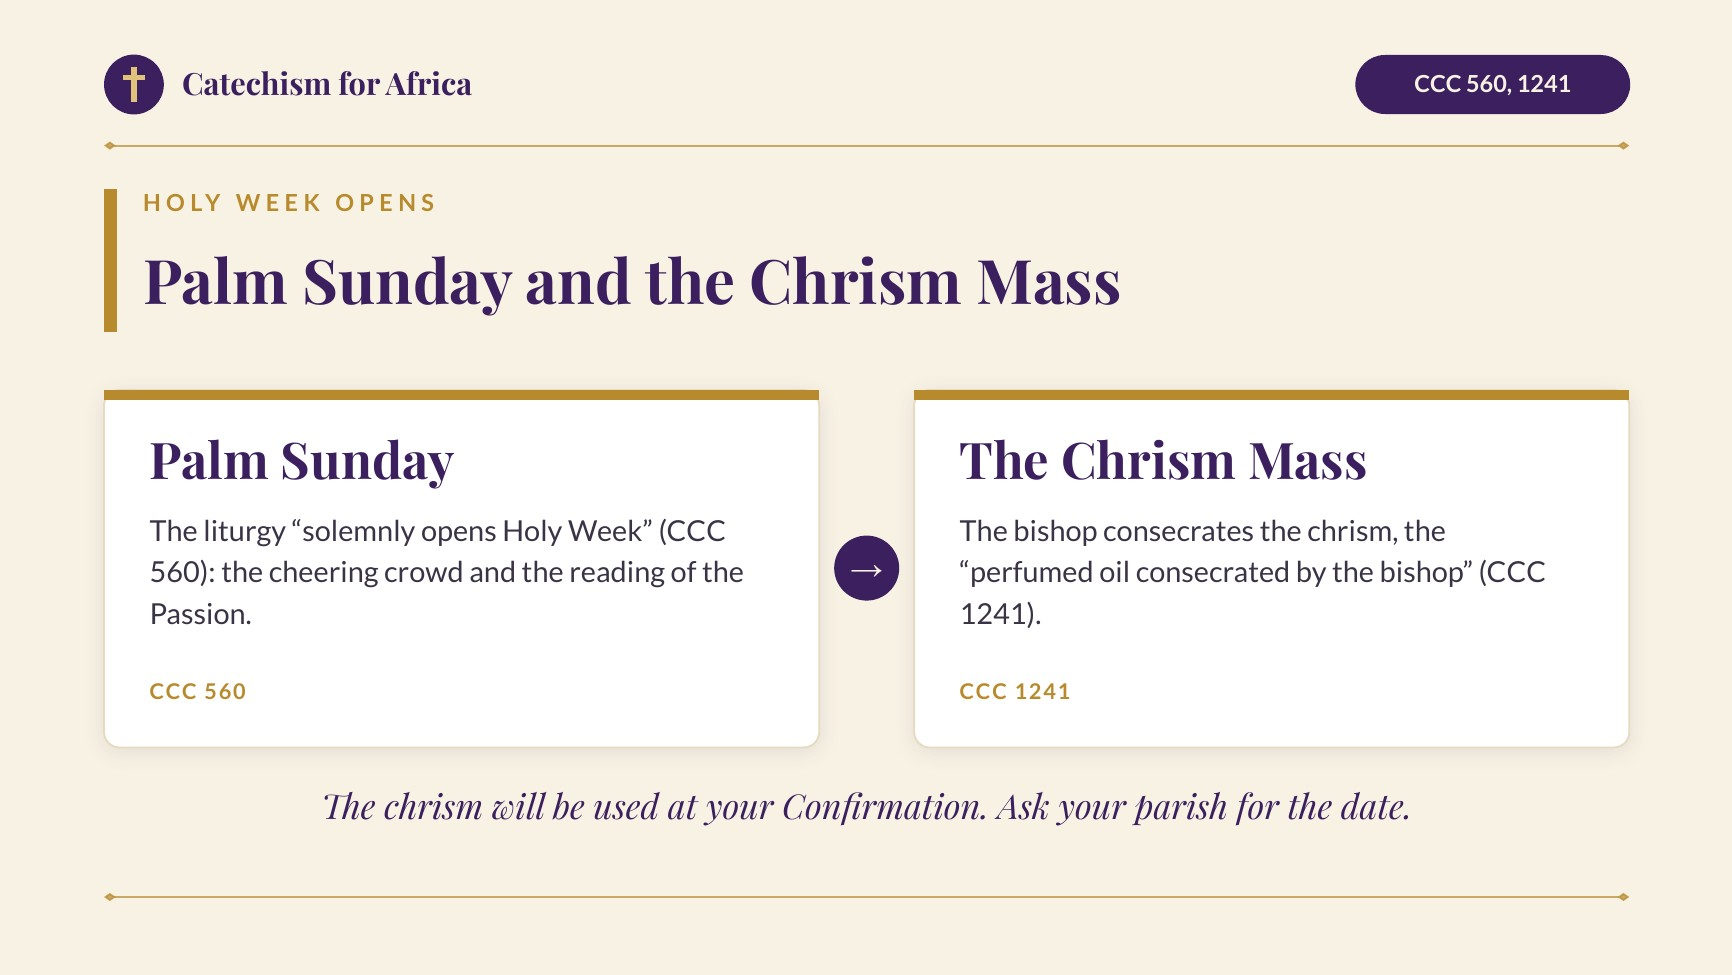 Catechism for Africa
CCC 560, 1241
HOLY WEEK OPENS
Palm Sunday and the Chrism Mass
Palm Sunday
The liturgy “solemnly opens Holy Week” (CCC
560): the cheering crowd and the reading of the
Passion.
CCC 560
→
The Chrism Mass
The bishop consecrates the chrism, the
“perfumed oil consecrated by the bishop” (CCC
1241).
CCC 1241
The chrism will be used at your Confirmation. Ask your parish for the date.